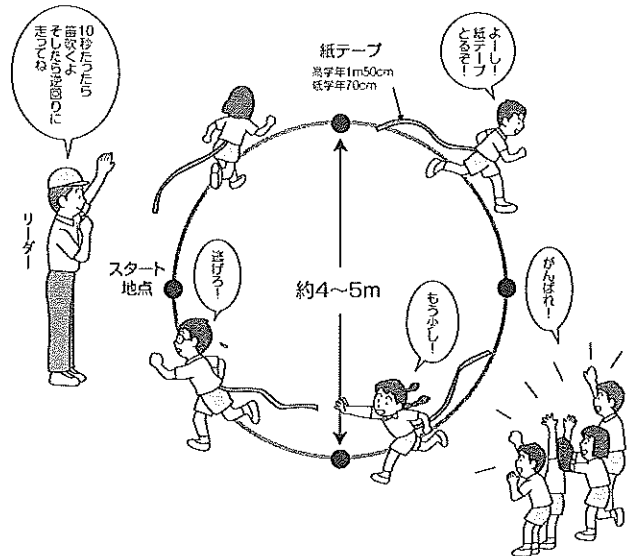 10秒たったら
笛吹くよ
そしたら逆回りに
走ってね
リーダー
紙テープ
高学年1m50cm
紙学年70cm
よーし！
紙テープ
とるぞ！
スタート
地点
逃げろ！
約4〜5m
もう少し！
がんばれ！